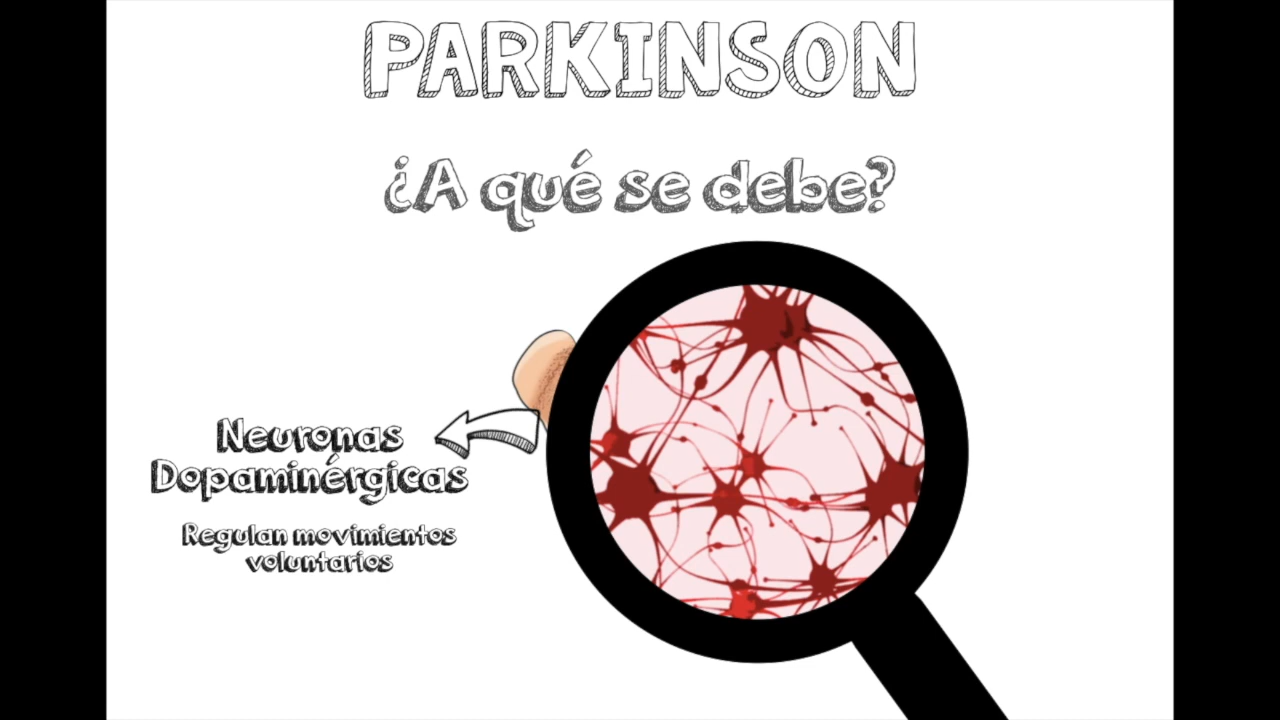 PARKINSON
¿A qué se debe?
Neuronas
Dopaminérgicas
Regulan movimientos
voluntarios